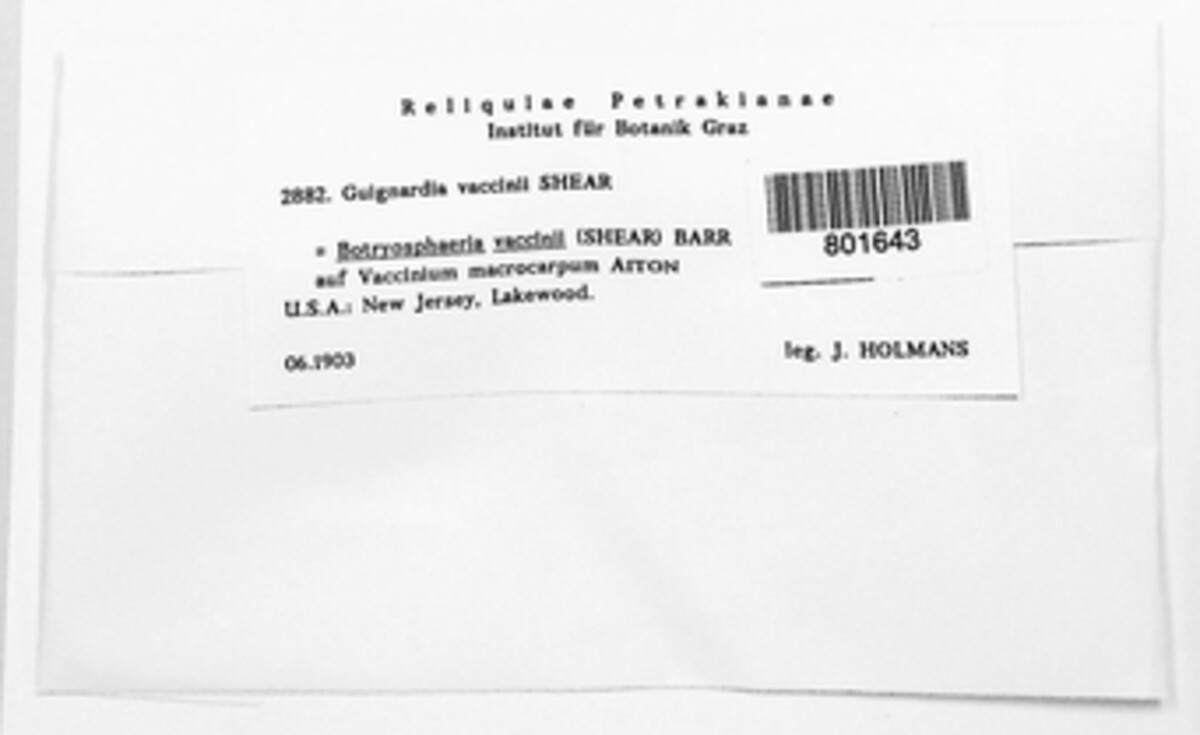 Reliquiae Petrakianae
Institut für Botanik Graz
2882. Guignardia vaccinii SHEAR
= Botryosphaeria vaccinii (SHEAR) BARR
auf Vaccinium macrocarpum AITON
U.S.A.: New Jersey, Lakewood.
801643
06.1903
leg. J. HOLMANS